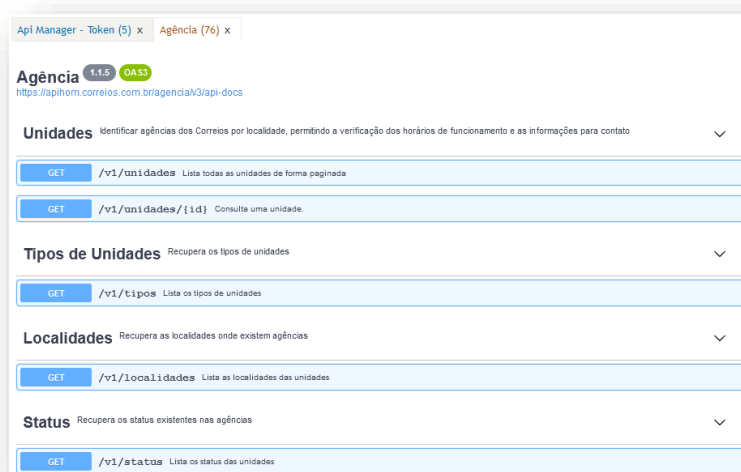 Api Manager - Token (5) x Agência (76) x
Agência 1.1.5 OAS3
https://apihom.correios.com.br/agencia/v3/api-docs
Unidades Identificar agências dos Correios por localidade, permitindo a verificação dos horários de funcionamento e as informações para contato
GET /v1/unidades Lista todas as unidades de forma paginada
GET /v1/unidades/{id} Consulta uma unidade.
Tipos de Unidades Recupera os tipos de unidades
GET /v1/tipos Lista os tipos de unidades
Localidades Recupera as localidades onde existem agências
GET /v1/localidades Lista as localidades das unidades
Status Recupera os status existentes nas agências
GET /v1/status Lista os status das unidades